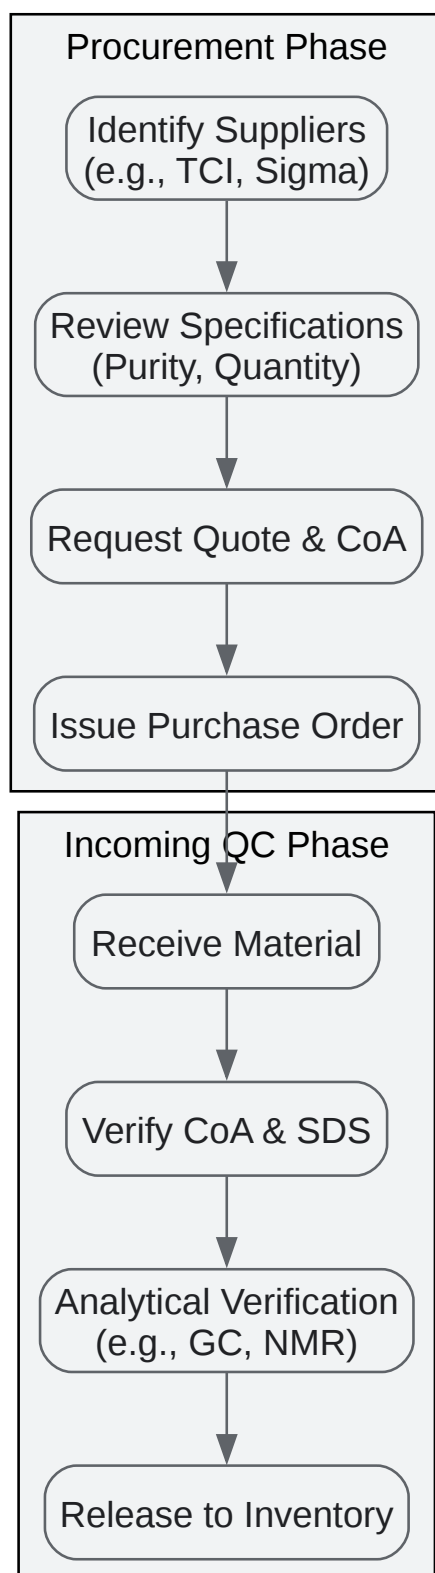 Procurement Phase
Identify Suppliers
(e.g., TCI, Sigma)
Review Specifications
(Purity, Quantity)
Request Quote & CoA
Issue Purchase Order
Incoming QC Phase
Receive Material
Verify CoA & SDS
Analytical Verification
(e.g., GC, NMR)
Release to Inventory